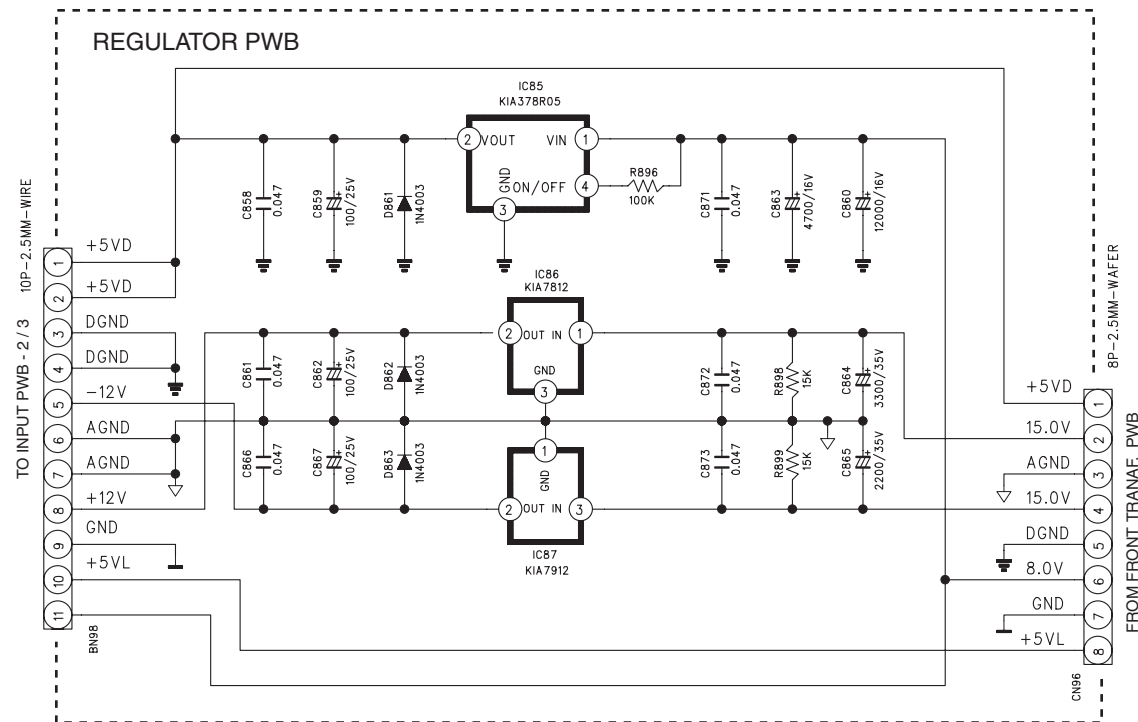 REGULATOR PWB
IC85
KIA378R05
2
VOUT
VIN
1
GND
ON/OFF
4
3
R896
100K
C858
0.047
C859
+
100/25V
D861
1N4003
C871
0.047
C863
+
4700/16V
C860
+
12000/16V
10P-2.5MM-WIRE
TO INPUT PWB - 2/3
1
+5VD
2
+5VD
3
DGND
4
DGND
5
-12V
6
AGND
7
AGND
8
+12V
9
GND
10
+5VL
11
BN98
IC86
KIA7812
2
OUT IN
1
GND
3
C861
0.047
C862
+
100/25V
D862
1N4003
C872
0.047
R898
15K
C864
+
3300/35V
C866
0.047
C867
+
100/25V
D863
1N4003
1
GND
2
OUT IN
3
IC87
KIA7912
C873
0.047
R899
15K
C865
+
2200/35V
8P-2.5MM-WAFER
FROM FRONT TRANAF. PWB
+5VD
1
15.0V
2
AGND
3
15.0V
4
DGND
5
8.0V
6
GND
7
+5VL
8
CN96